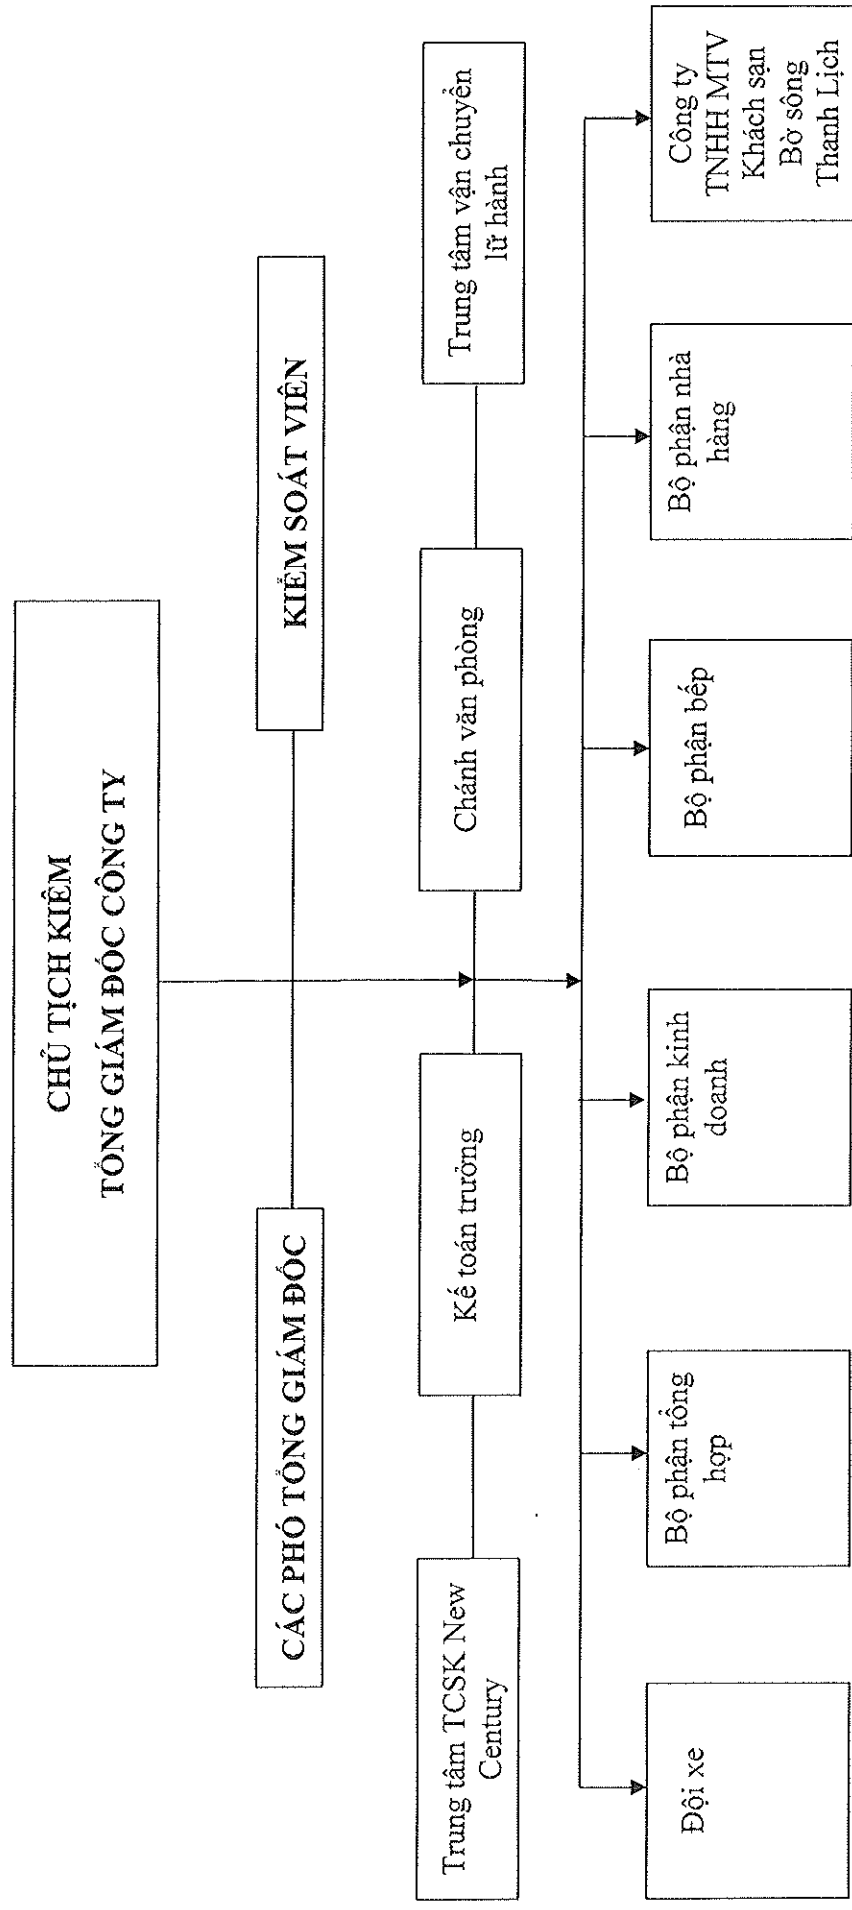 CHỦ TỊCH KIÊM
TỔNG GIÁM ĐỐC CÔNG TY
CÁC PHÓ TỔNG GIÁM ĐỐC
KIỂM SOÁT VIÊN
Trung tâm TCSK New
Century
Kế toán trưởng
Chánh văn phòng
Trung tâm vận chuyển
lữ hành
Đội xe
Bộ phận tổng
hợp
Bộ phận kinh
doanh
Bộ phận bếp
Bộ phận nhà
hàng
Công ty
TNHH MTV
Khách sạn
Bờ sông
Thanh Lịch